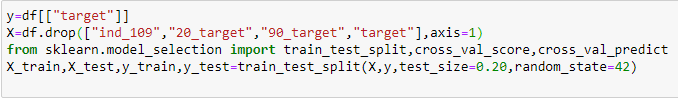 y=df[["target"]]
X=df.drop(["ind_109","20_target","90_target","target"],axis=1)
from sklearn.model_selection import train_test_split,cross_val_score,cross_val_predict
X_train,X_test,y_train,y_test=train_test_split(X,y,test_size=0.20,random_state=42)